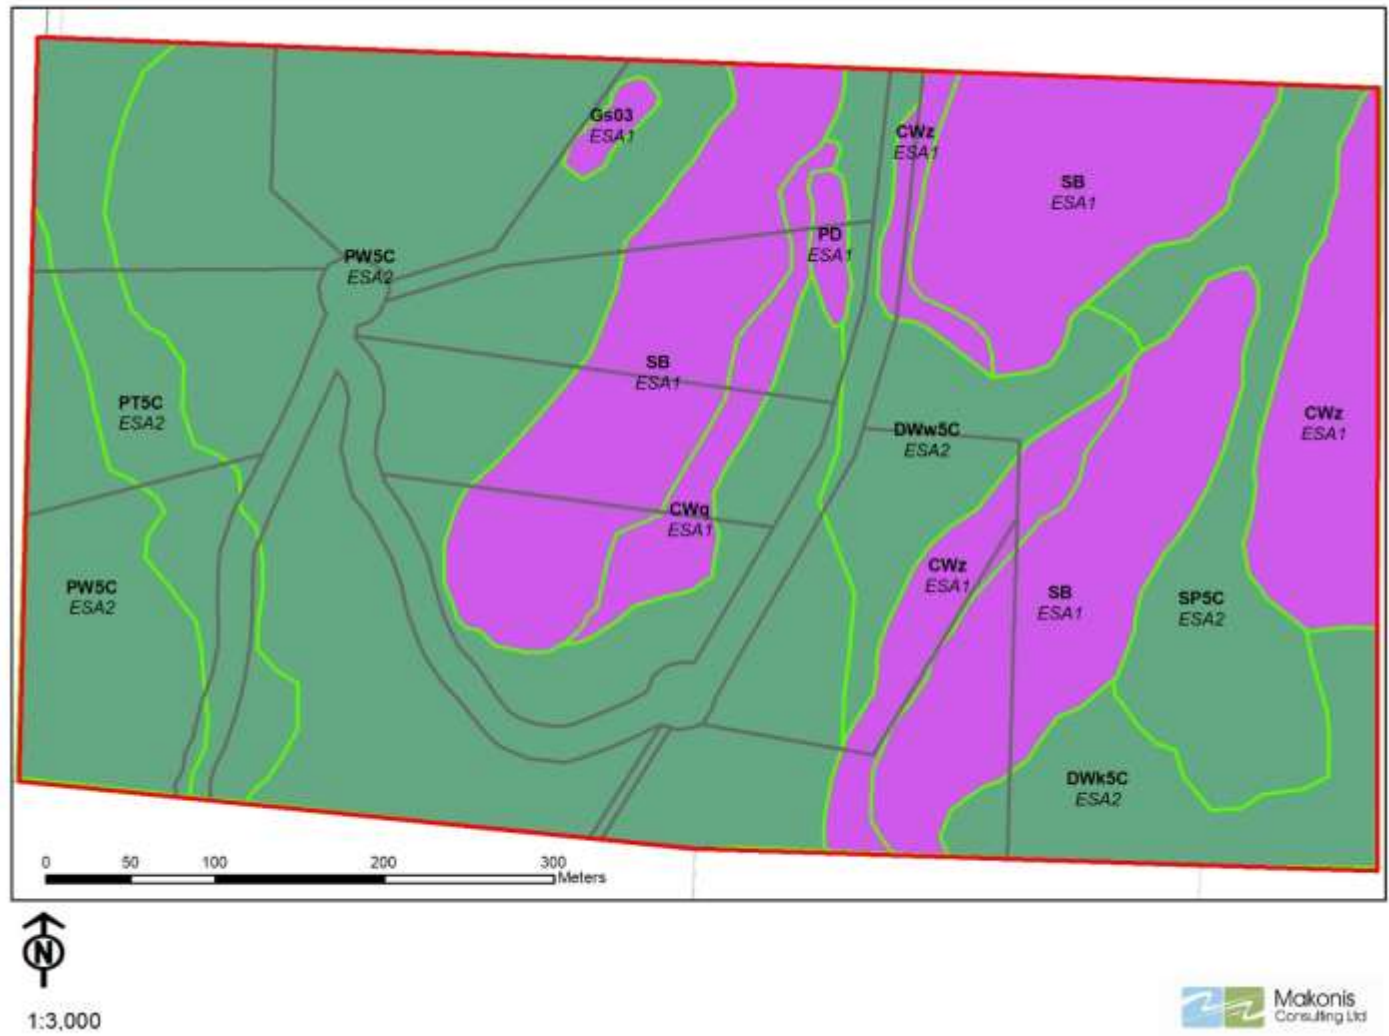 Gs03
ESA1
CWz
ESA1
SB
ESA1
PD
ESA1
PW5C
ESA2
SB
ESA1
PT5C
ESA2
CWz
ESA1
DWw5C
ESA2
CWq
ESA1
CWz
ESA1
PW5C
ESA2
SB
ESA1
SP5C
ESA2
DWk5C
ESA2
0 50 100 200 300
Meters
N
1:3,000
Makonis
Consulting Ltd